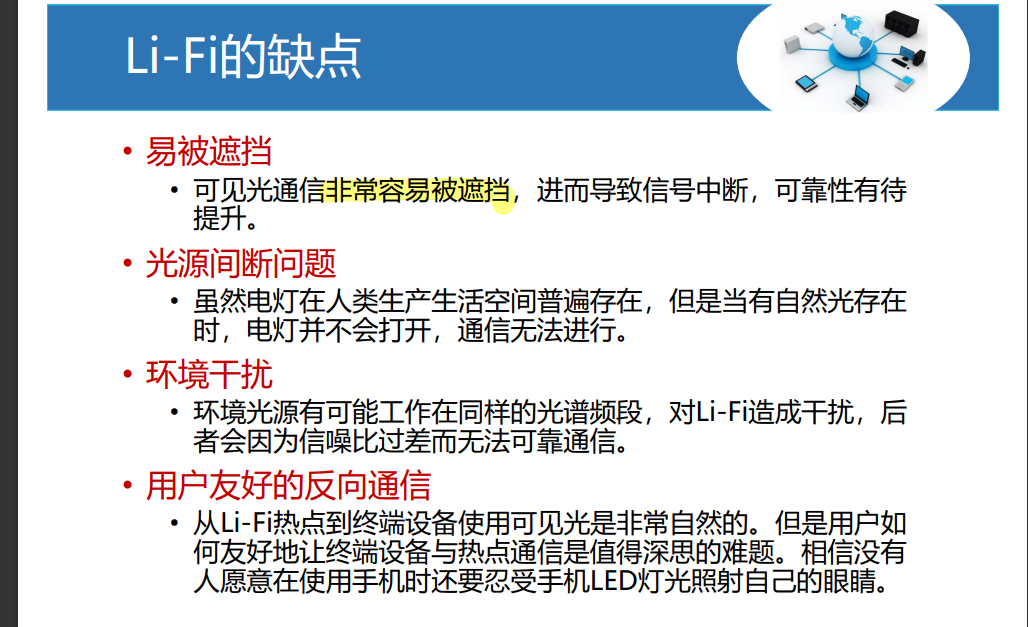 Li-Fi的缺点
• 易被遮挡
• 可见光通信非常容易被遮挡，进而导致信号中断，可靠性有待
提升。
• 光源间断问题
• 虽然电灯在人类生产生活空间普遍存在，但是当有自然光存在
时，电灯并不会打开，通信无法进行。
• 环境干扰
• 环境光源有可能工作在同样的光谱频段，对Li-Fi造成干扰，后
者会因为信噪比过差而无法可靠通信。
• 用户友好的反向通信
• 从Li-Fi热点到终端设备使用可见光是非常自然的。但是用户如
何友好地让终端设备与热点通信是值得深思的难题。相信没有
人愿意在使用手机时还要忍受手机LED灯光照射自己的眼睛。